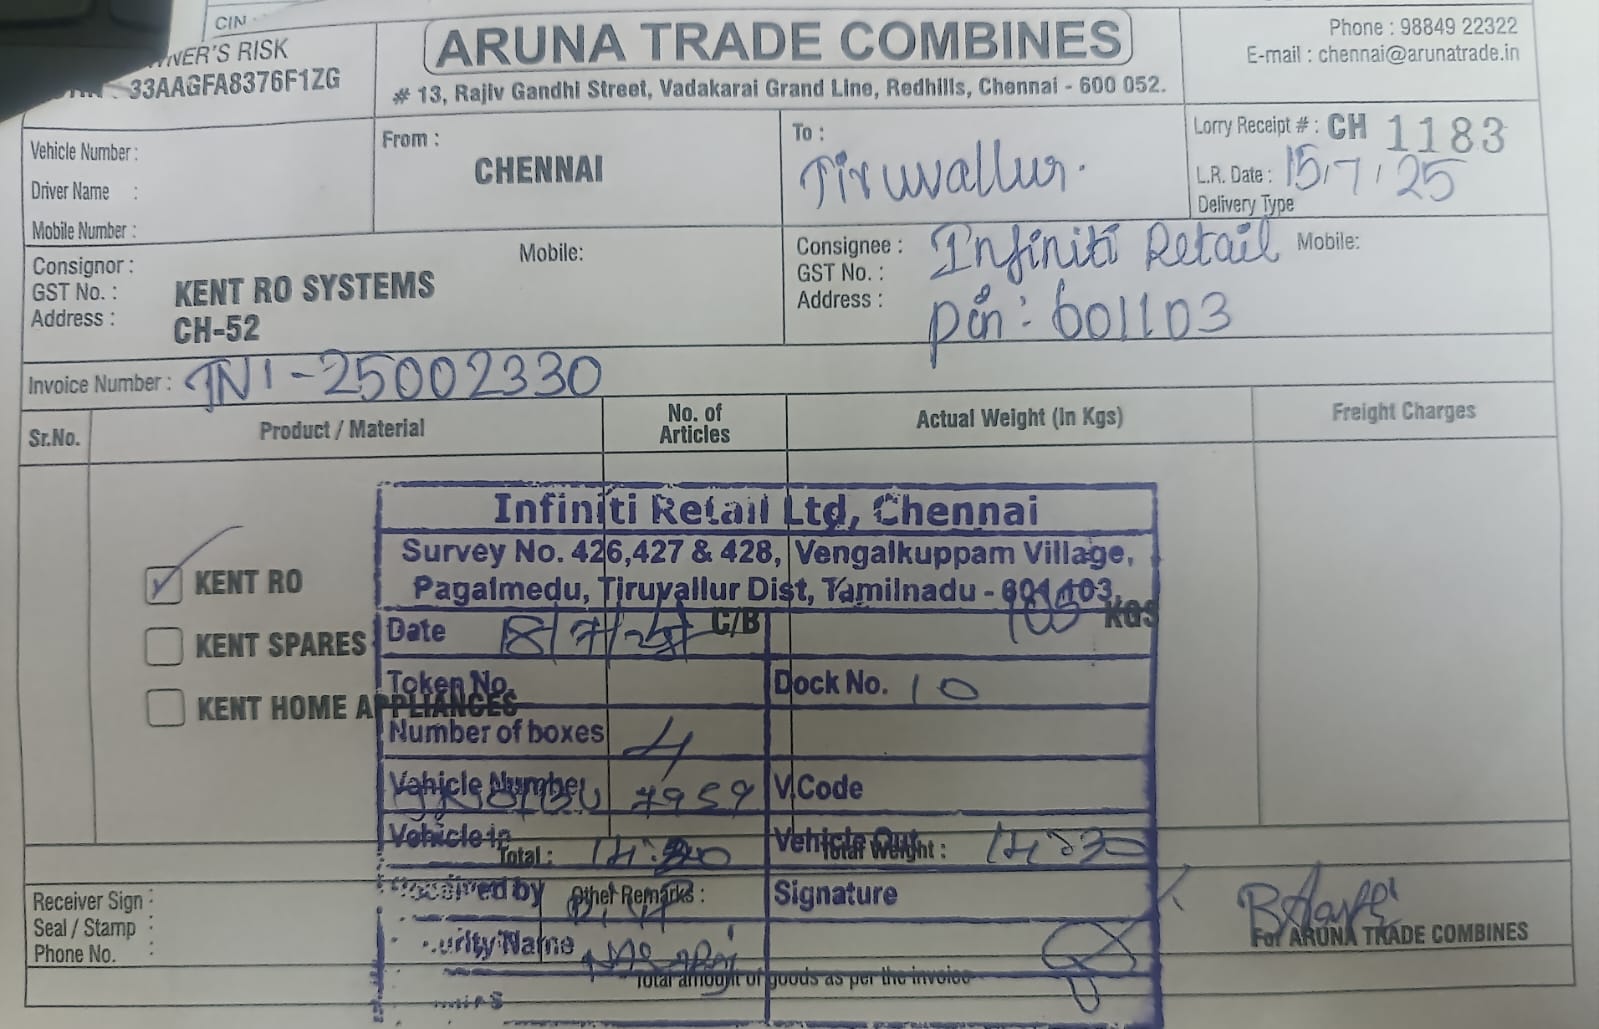 CIN
OWNER'S RISK
33AAGFA8376F1ZG
ARUNA TRADE COMBINES
# 13, Rajiv Gandhi Street, Vadakarai Grand Line, Redhills, Chennai - 600 052.
Phone : 98849 22322
E-mail : chennai@arunatrade.in
Vehicle Number :
Driver Name :
Mobile Number :
From :
CHENNAI
To :
Tiruvallur.
Lorry Receipt # : CH 1183
L.R. Date : 15/7/25
Delivery Type
Consignor :
GST No. :
Address :
Mobile:
KENT RO SYSTEMS
CH-52
Consignee : Infiniti Retail Mobile:
GST No. :
Address : Pin: 601103
Invoice Number : TN1-25002330
Sr.No.
Product / Material
No. of
Articles
Actual Weight (In Kgs)
Freight Charges
KENT RO
KENT SPARES
KENT HOME APPLIANCES
C/B
KGS
Infiniti Retail Ltd, Chennai
Survey No. 426,427 & 428, Vengalkuppam Village,
Pagalmedu, Tiruvallur Dist, Tamilnadu - 601103.
Date
Token No.
Dock No. 10
Number of boxes 4
Vehicle Number 7959
V.Code
Vehicle in
Vehicle Out 14:30
Total :
Total Weight :
Received by
Other Remarks :
Signature
Security Name
Total amount of goods as per the invoice
Receiver Sign :
Seal / Stamp :
Phone No. :
For ARUNA TRADE COMBINES